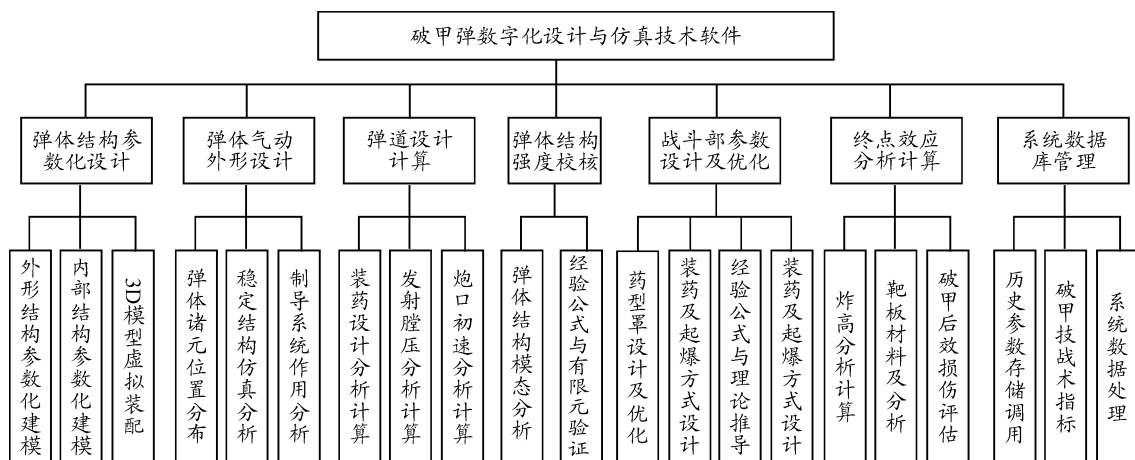 破甲弹数字化设计与仿真技术软件
弹体结构参
数化设计
弹体气动
外形设计
弹道设计
计算
弹体结构
强度校核
战斗部参数
设计及优化
终点效应
分析计算
系统数据
库管理
外形结构参数化建模
内部结构参数化建模
3D模型虚拟装配
弹体诸元位置分布
稳定结构仿真分析
制导系统作用分析
装药设计分析计算
发射膛压分析计算
炮口初速分析计算
弹体结构模态分析
经验公式与有限元验证
药型罩设计及优化
装药及起爆方式设计
经验公式与理论推导
装药及起爆方式设计
炸高分析计算
靶板材料及分析
破甲后效损伤评估
历史参数存储调用
破甲技战术指标
系统数据处理